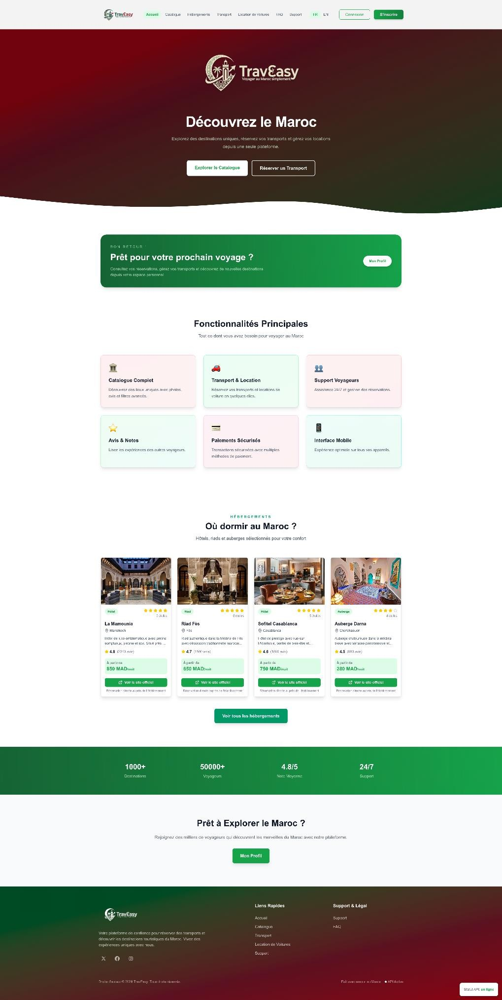 TravEasy
Accueil Catalogue Hébergements Transport Location de Voitures FAQ Support FR EN Connexion S'inscrire
TravEasy
Voyager au Maroc simplement
Découvrez le Maroc
Explorez des destinations uniques, réservez vos transports et gérez vos locations
depuis une seule plateforme.
Explorer le Catalogue Réserver un Transport
BON RETOUR
Prêt pour votre prochain voyage ?
Consultez vos réservations, gérez vos transports et découvrez de nouvelles destinations
depuis votre espace personnel.
Mon Profil
Fonctionnalités Principales
Tout ce dont vous avez besoin pour voyager au Maroc
Catalogue Complet
Découvrez des lieux uniques avec photos,
avis et filtres avancés.
Transport & Location
Réservez vos transports et locations de
voiture en quelques clics.
Support Voyageurs
Assistance 24/7 et gestion des réservations.
Avis & Notes
Lisez les expériences des autres voyageurs.
Paiements Sécurisés
Transactions sécurisées avec multiples
méthodes de paiement.
Interface Mobile
Expérience optimale sur tous vos appareils.
HÉBERGEMENTS
Où dormir au Maroc ?
Hôtels, riads et auberges sélectionnés pour votre confort
Hôtel
5 étoiles
La Mamounia
Marrakech
Hôtel de luxe emblématique avec jardins
somptueux, piscine et spa. Situé près ...
4.8 (2340 avis)
À partir de
850 MAD/nuit
Voir le site officiel
Réservation directe auprès de l'établissement
Riad
5 étoiles
Riad Fès
Fès
Riad authentique dans la Médina de Fès
avec décoration traditionnelle marocai...
4.7 (1560 avis)
À partir de
650 MAD/nuit
Voir le site officiel
Réservation directe auprès de l'établissement
Hôtel
5 étoiles
Sofitel Casablanca
Casablanca
Hôtel de prestige avec vue sur
l'Atlantique, centre de bien-être et...
4.6 (1890 avis)
À partir de
750 MAD/nuit
Voir le site officiel
Réservation directe auprès de l'établissement
Auberge
4 étoiles
Auberge Darna
Chefchaouen
Auberge chaleureuse dans la médina
bleue avec terrasse panoramique et...
4.5 (980 avis)
À partir de
280 MAD/nuit
Voir le site officiel
Réservation directe auprès de l'établissement
Voir tous les hébergements
1000+
Destinations
50000+
Voyageurs
4.8/5
Note Moyenne
24/7
Support
Prêt à Explorer le Maroc ?
Rejoignez des milliers de voyageurs qui découvrent les merveilles du Maroc avec notre plateforme.
Mon Profil
TravEasy
Votre plateforme de confiance pour réserver des transports et
découvrir les destinations touristiques du Maroc. Vivez des
expériences uniques avec nous.
Liens Rapides
Accueil
Catalogue
Transport
Location de Voitures
Support
Support & Légal
Support
FAQ
Droits d'auteur © 2026 TravEasy. Tous droits réservés.
Fait avec amour au Maroc API Active
Statut API: en ligne